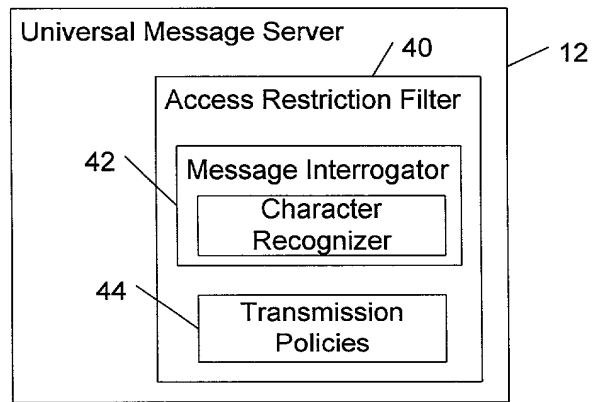 Universal Message Server
40
12
Access Restriction Filter
42
Message Interrogator
Character
Recognizer
44
Transmission
Policies